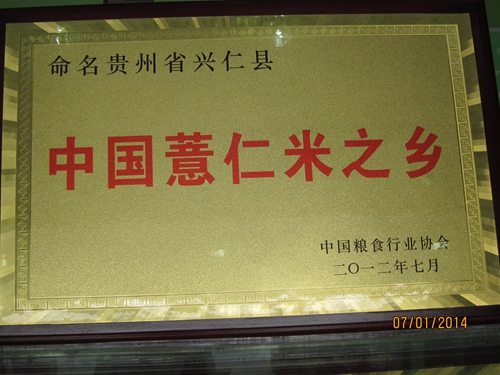 命名贵州省兴仁县
中国薏仁米之乡
中国粮食行业协会
二〇一二年七月
07/01/2014